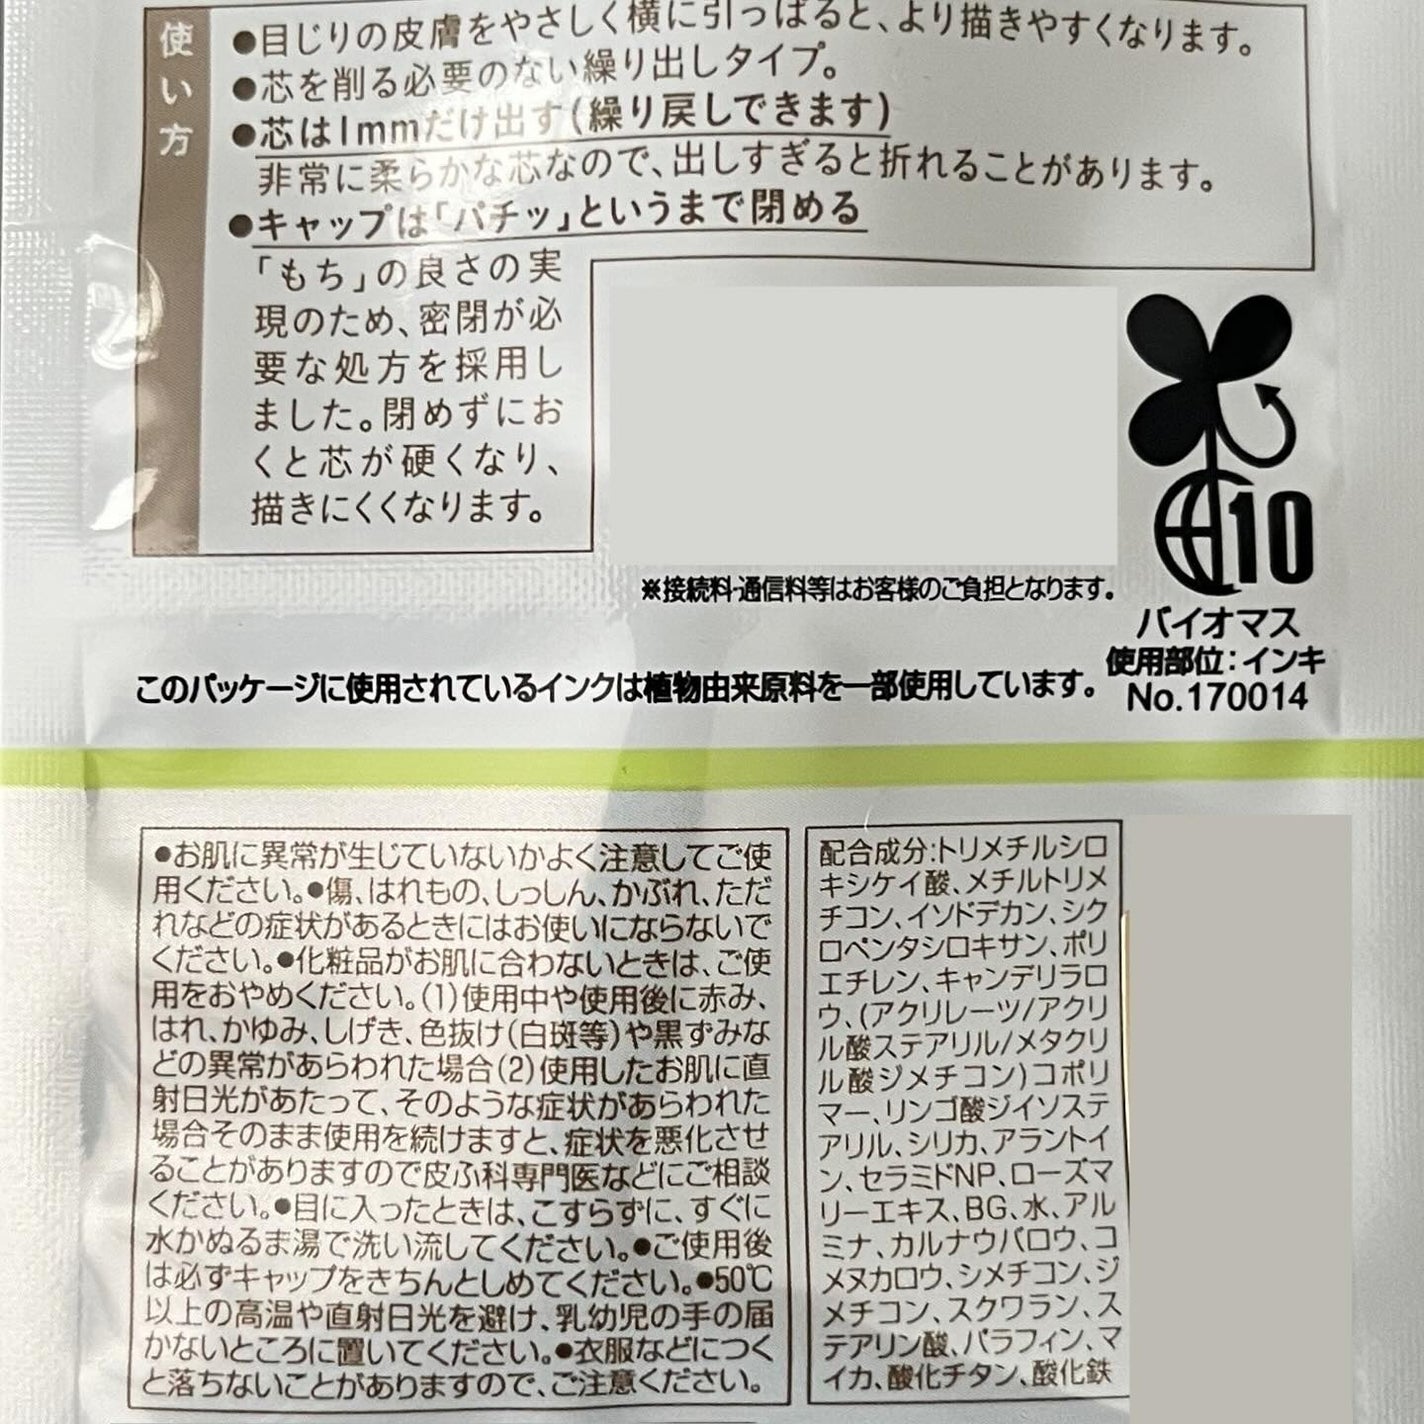 使い方
●目じりの皮膚をやさしく横に引っぱると、より描きやすくなります。
●芯を削る必要のない繰り出しタイプ。
●芯は1mmだけ出す(繰り戻しできます)
非常に柔らかな芯なので、出しすぎると折れることがあります。
●キャップは「パチッ」というまで閉める
「もち」の良さの実
現のため、密閉が必
要な処方を採用し
ました。閉めずにお
くと芯が硬くなり、
描きにくくなります。
※接続料・通信料等はお客様のご負担となります。
10
バイオマス
使用部位:インキ
No.170014
このパッケージに使用されているインクは植物由来原料を一部使用しています。
●お肌に異常が生じていないかよく注意してご使
用ください。●傷、はれもの、しっしん、かぶれ、ただ
れなどの症状があるときにはお使いにならないで
ください。●化粧品がお肌に合わないときは、ご使
用をおやめください。(1)使用中や使用後に赤み、
はれ、かゆみ、しげき、色抜け(白斑等)や黒ずみな
どの異常があらわれた場合(2)使用したお肌に直
射日光があたって、そのような症状があらわれた
場合そのまま使用を続けますと、症状を悪化させ
ることがありますので皮ふ科専門医などにご相談
ください。●目に入ったときは、こすらずに、すぐに
水かぬるま湯で洗い流してください。●ご使用後
は必ずキャップをきちんとしめてください。●50℃
以上の高温や直射日光を避け、乳幼児の手の届
かないところに置いてください。●衣服などにつく
と落ちないことがありますので、ご注意ください。
配合成分:トリメチルシロ
キシケイ酸、メチルトリメ
チコン、イソドデカン、シク
ロペンタシロキサン、ポリ
エチレン、キャンデリラロ
ウ、(アクリレーツ/アクリ
ル酸ステアリル/メタクリ
ル酸ジメチコン)コポリ
マー、リンゴ酸ジイソステ
アリル、シリカ、アラントイ
ン、セラミドNP、ローズマ
リーエキス、BG、水、アル
ミナ、カルナウバロウ、コ
メヌカロウ、シメチコン、ジ
メチコン、スクワラン、ス
テアリン酸、パラフィン、マ
イカ、酸化チタン、酸化鉄